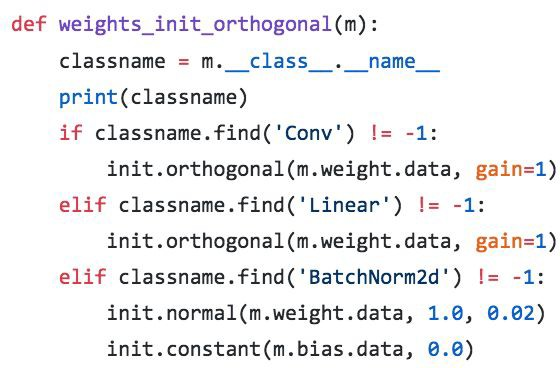 def weights_init_orthogonal(m):
    classname = m.__class__.__name__
    print(classname)
    if classname.find('Conv') != -1:
        init.orthogonal(m.weight.data, gain=1)
    elif classname.find('Linear') != -1:
        init.orthogonal(m.weight.data, gain=1)
    elif classname.find('BatchNorm2d') != -1:
        init.normal(m.weight.data, 1.0, 0.02)
        init.constant(m.bias.data, 0.0)